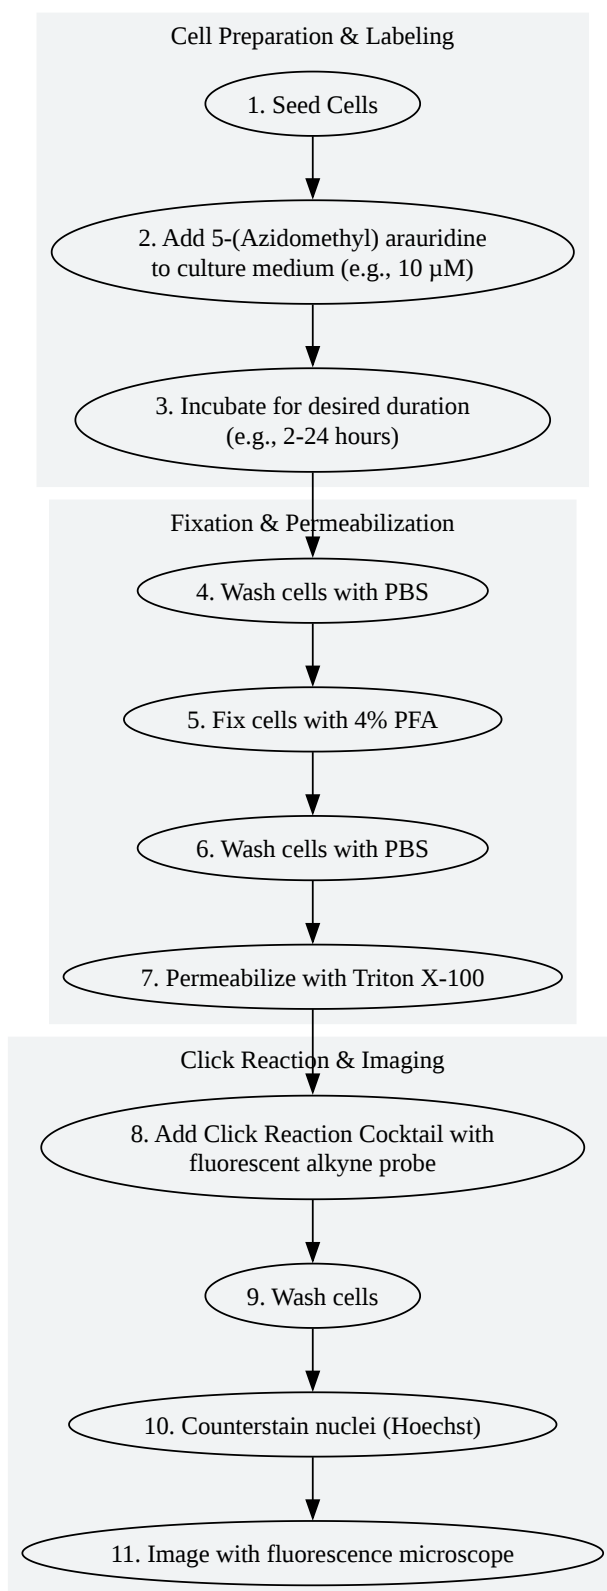 Cell Preparation & Labeling
1. Seed Cells
2. Add 5-(Azidomethyl) arauridine
to culture medium (e.g., 10 µM)
3. Incubate for desired duration
(e.g., 2-24 hours)
Fixation & Permeabilization
4. Wash cells with PBS
5. Fix cells with 4% PFA
6. Wash cells with PBS
7. Permeabilize with Triton X-100
Click Reaction & Imaging
8. Add Click Reaction Cocktail with
fluorescent alkyne probe
9. Wash cells
10. Counterstain nuclei (Hoechst)
11. Image with fluorescence microscope